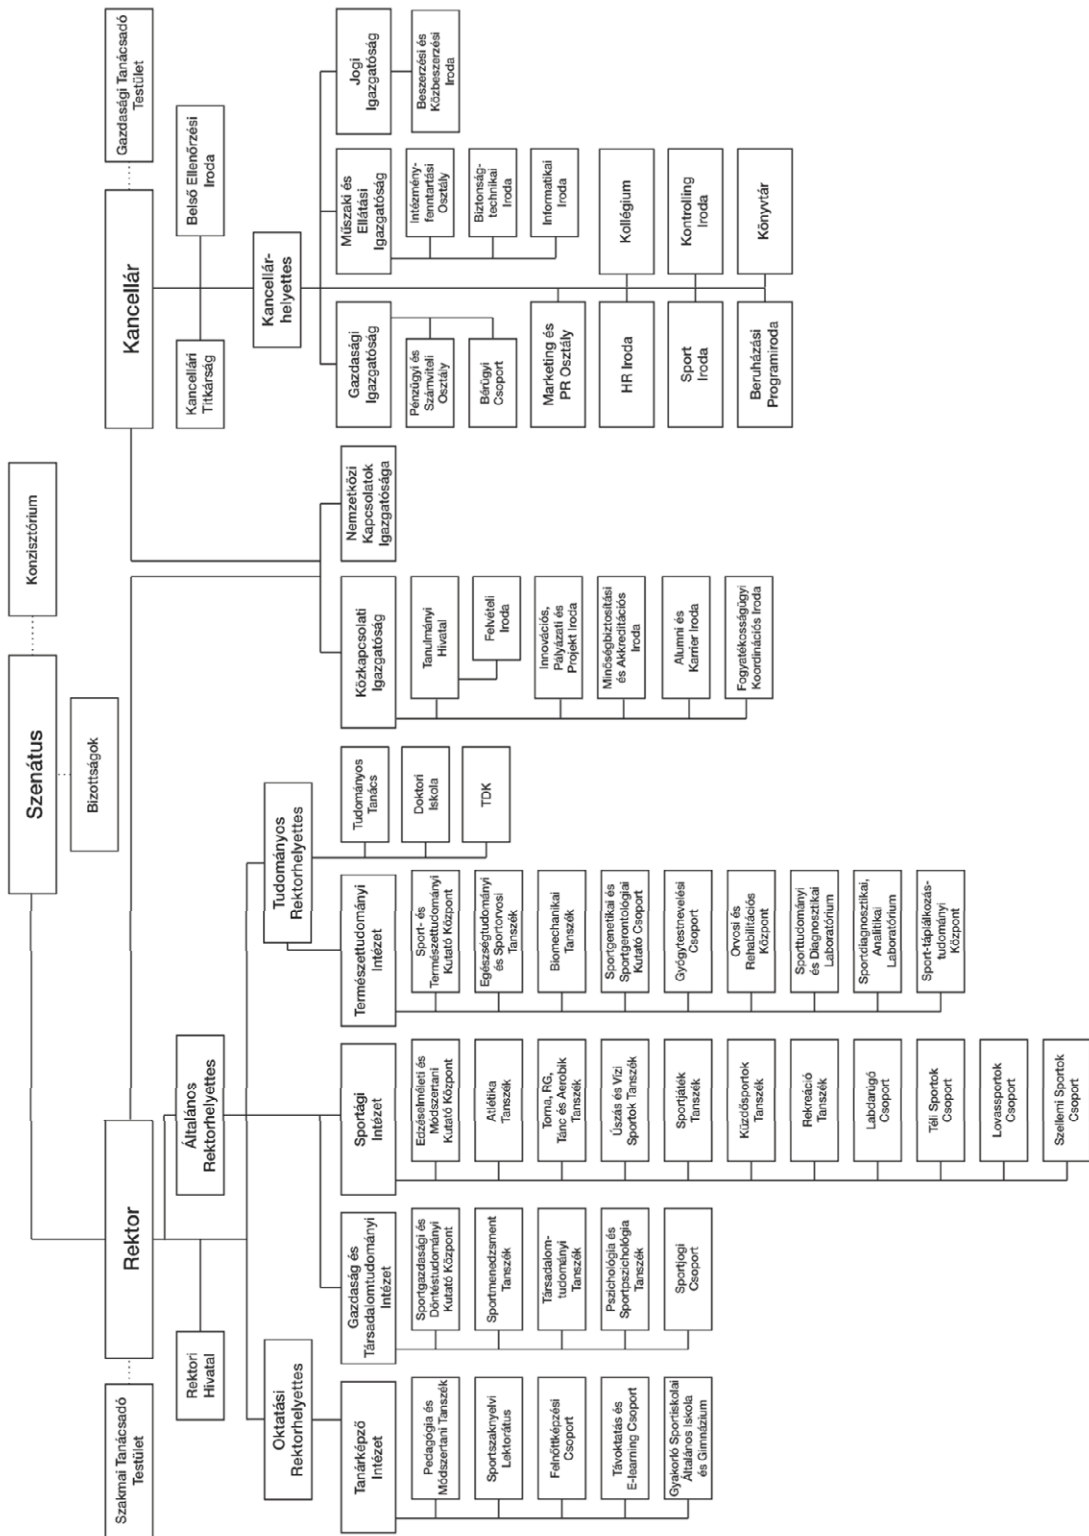 Szenátus
Konzisztórium
Bizottságok
Szakmai Tanácsadó
Testület
Rektor
Kancellár
Gazdasági Tanácsadó
Testület
Rektori
Hivatal
Általános
Rektorhelyettes
Kancellári
Titkárság
Belső Ellenőrzési
Iroda
Oktatási
Rektorhelyettes
Tudományos
Rektorhelyettes
Kancellár-
helyettes
Tanárképző
Intézet
Pedagógia és
Módszertani Tanszék
Sportszaknyelvi
Lektorátus
Felnőttképzési
Csoport
Távoktatás és
E-learning Csoport
Gyakorló Sportiskolai
Általános Iskola
és Gimnázium
Gazdaság és
Társadalomtudományi
Intézet
Sportgazdasági és
Döntéstudományi
Kutató Központ
Sportmenedzsment
Tanszék
Társadalom-
tudományi
Tanszék
Pszichológia és
Sportpszichológia
Tanszék
Sportjogi
Csoport
Sportági
Intézet
Edzéselméleti és
Módszertani
Kutató Központ
Atlétika
Tanszék
Torna, RG,
Tánc és Aerobik
Tanszék
Úszás és Vízi
Sportok Tanszék
Sportjáték
Tanszék
Küzdősportok
Tanszék
Rekreáció
Tanszék
Labdarúgó
Csoport
Téli Sportok
Csoport
Lovassportok
Csoport
Szellemi Sportok
Csoport
Természettudományi
Intézet
Sport- és
Természettudományi
Kutató Központ
Egészségtudományi
és Sportorvosi
Tanszék
Biomechanikai
Tanszék
Sportgenetikai és
Sportgerontológiai
Kutató Csoport
Gyógytestnevelési
Csoport
Orvosi és
Rehabilitációs
Központ
Sporttudományi
és Diagnosztikai
Laboratórium
Sportdiagnosztikai,
Analitikai
Laboratórium
Sport-táplálkozás-
tudományi
Központ
Tudományos
Tanács
Doktori
Iskola
TDK
Közkapcsolati
Igazgatóság
Tanulmányi
Hivatal
Felvételi
Iroda
Innovációs,
Pályázati és
Projekt Iroda
Minőségbiztosítási
és Akkreditációs
Iroda
Alumni és
Karrier Iroda
Fogyatékosságügyi
Koordinációs Iroda
Nemzetközi
Kapcsolatok
Igazgatósága
Gazdasági
Igazgatóság
Pénzügyi és
Számviteli
Osztály
Bérügyi
Csoport
Műszaki és
Ellátási
Igazgatóság
Intézmény-
fenntartási
Osztály
Biztonság-
technikai
Iroda
Informatikai
Iroda
Jogi
Igazgatóság
Beszerzési és
Közbeszerzési
Iroda
Marketing és
PR Osztály
HR Iroda
Kollégium
Sport
Iroda
Kontrolling
Iroda
Beruházási
Programiroda
Könyvtár